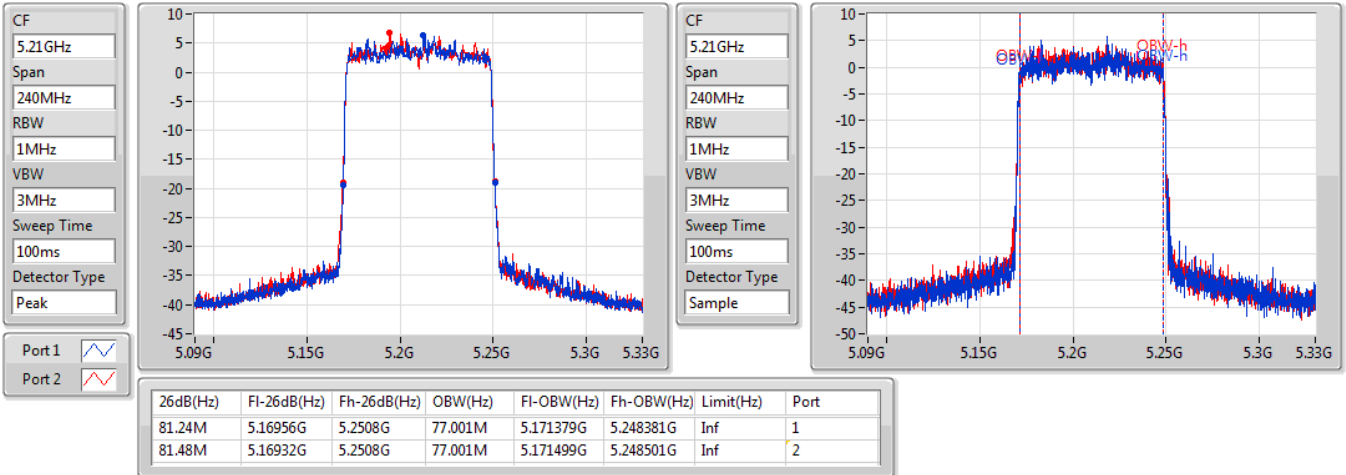 CF
5.21GHz
Span
240MHz
RBW
1MHz
VBW
3MHz
Sweep Time
100ms
Detector Type
Peak
Port 1
Port 2
10
5
0
-5
-10
-15
-20
-25
-30
-35
-40
-45
5.09G 5.15G 5.2G 5.25G 5.3G 5.33G
CF
5.21GHz
Span
240MHz
RBW
1MHz
VBW
3MHz
Sweep Time
100ms
Detector Type
Sample
10
5
0
-5
-10
-15
-20
-25
-30
-35
-40
-45
-50
OBW-h
OBW-h
5.09G 5.15G 5.2G 5.25G 5.3G 5.33G
26dB(Hz) Fl-26dB(Hz) Fh-26dB(Hz) OBW(Hz) Fl-OBW(Hz) Fh-OBW(Hz) Limit(Hz) Port
81.24M 5.16956G 5.2508G 77.001M 5.171379G 5.248381G Inf 1
81.48M 5.16932G 5.2508G 77.001M 5.171499G 5.248501G Inf 2